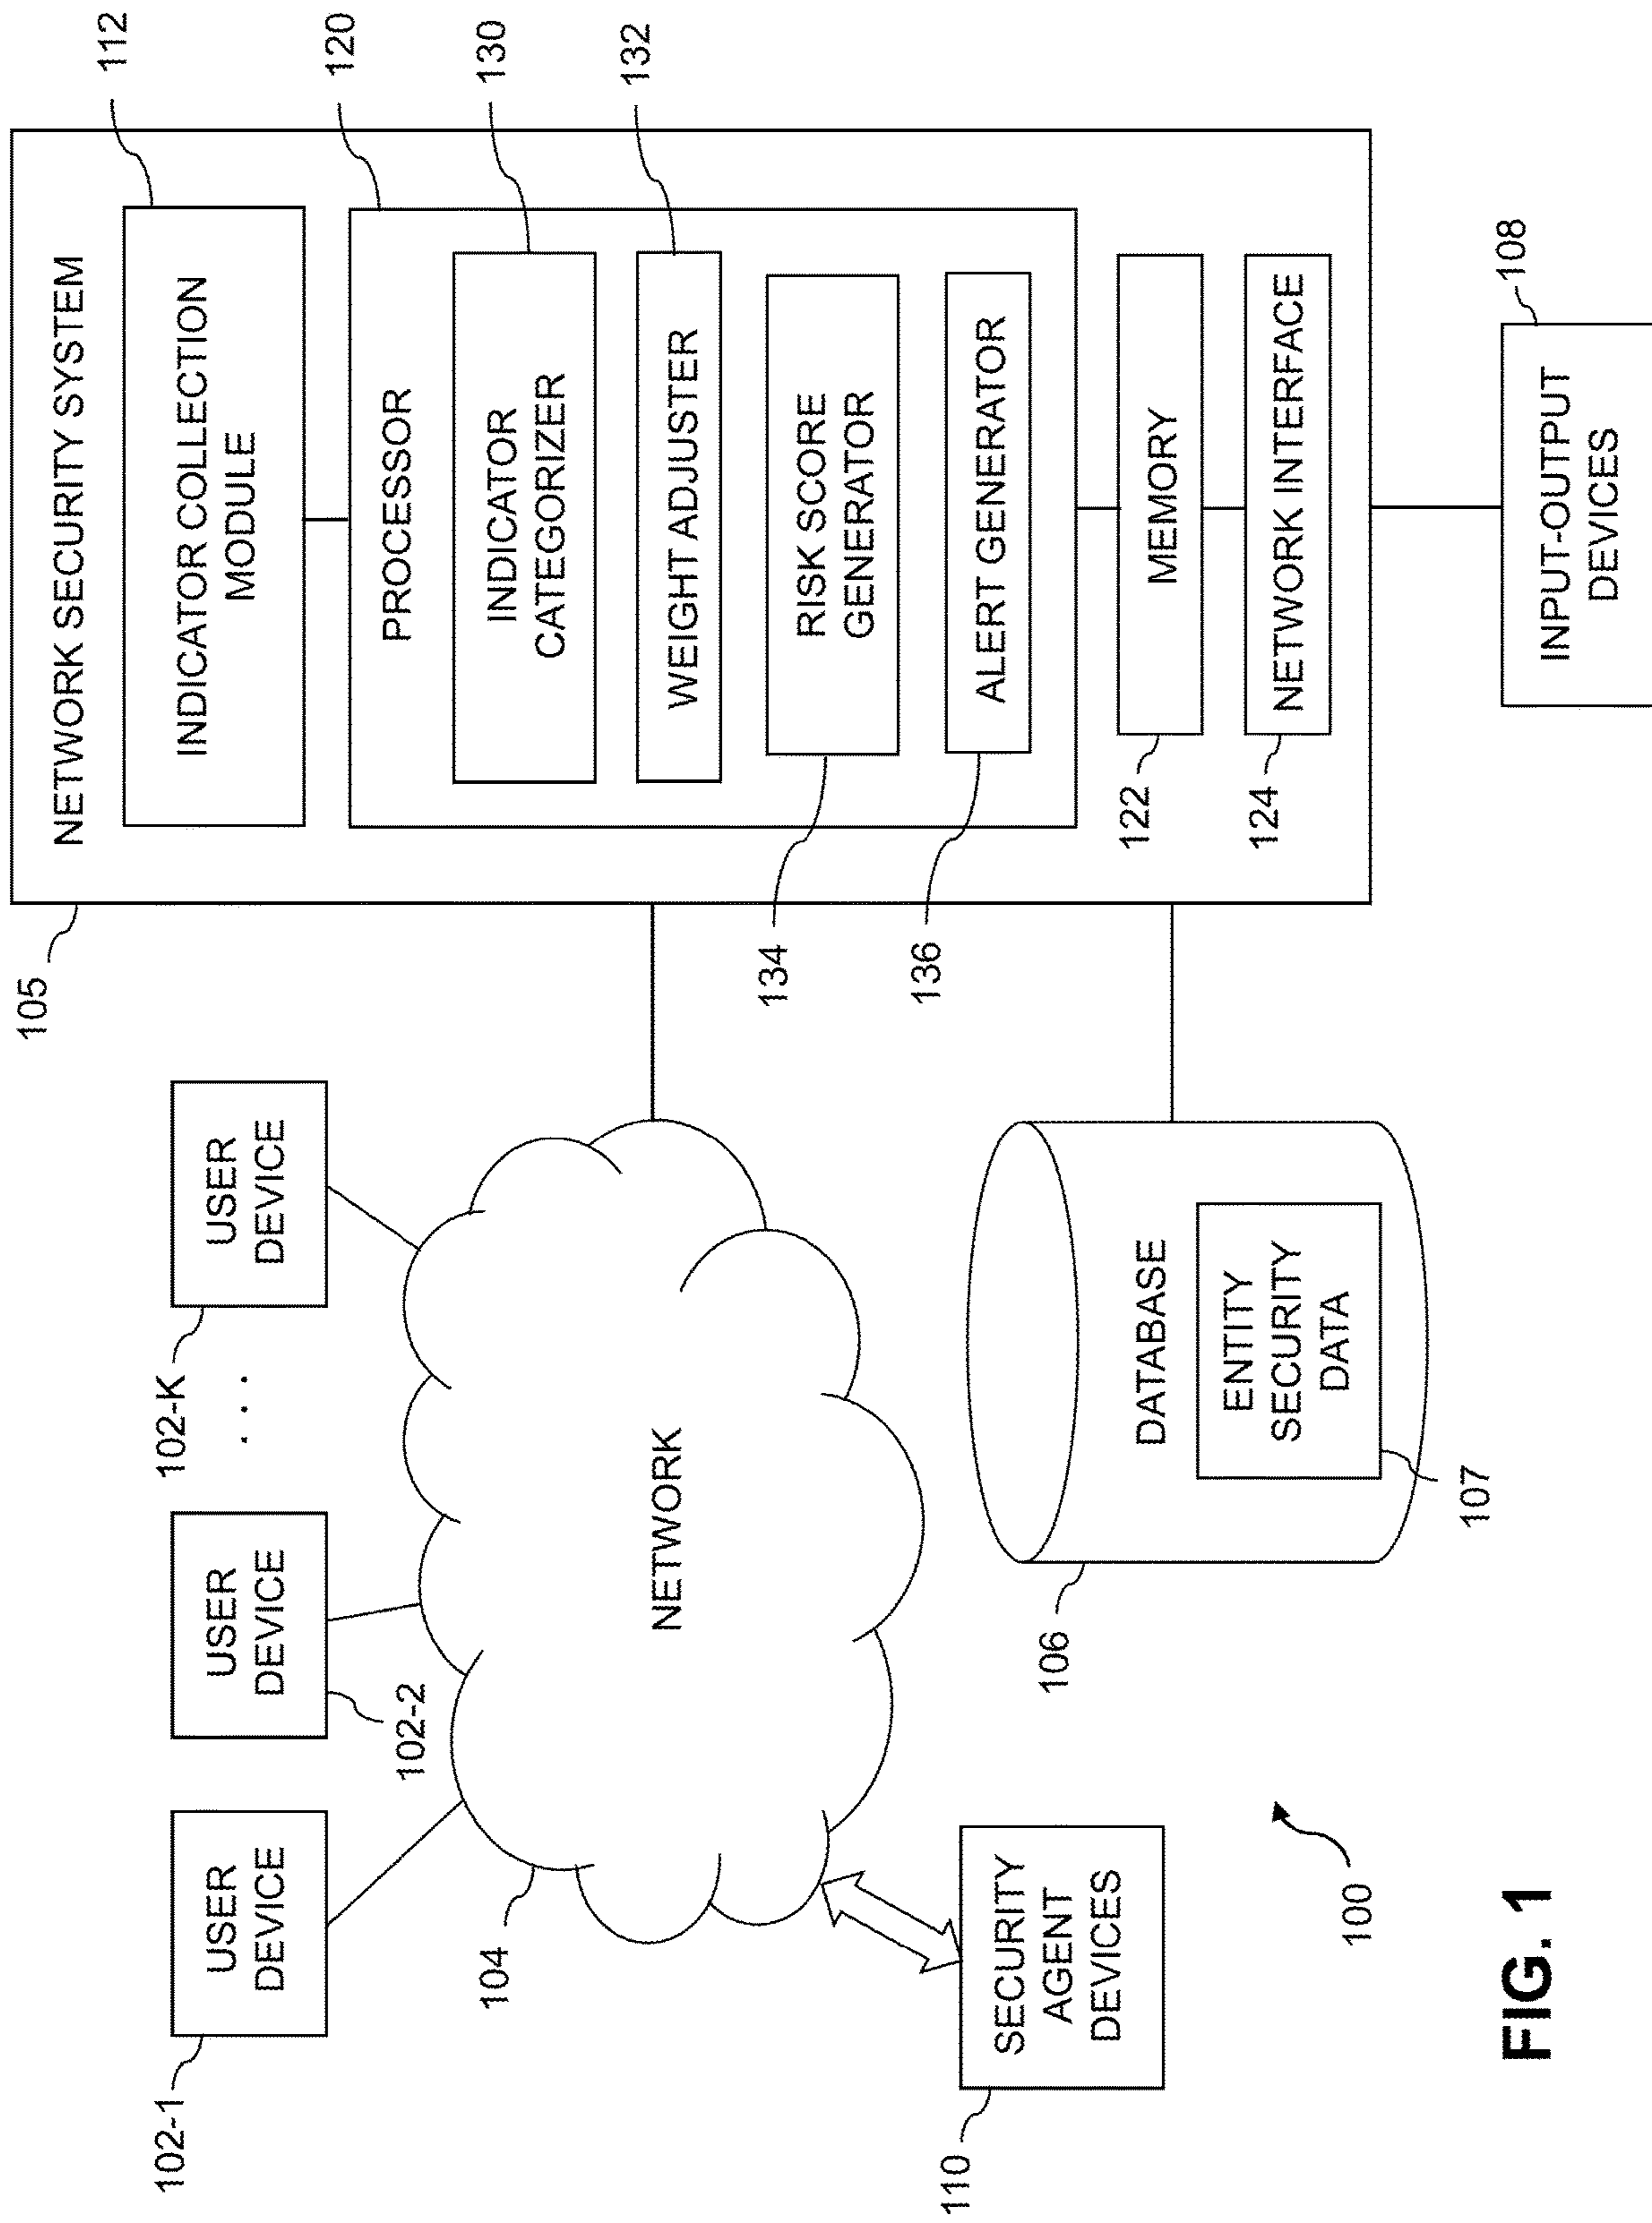 102-1
USER
DEVICE
USER
DEVICE
102-2
102-K
. . .
USER
DEVICE
104
NETWORK
110
SECURITY
AGENT
DEVICES
100
106
DATABASE
ENTITY
SECURITY
DATA
107
105
NETWORK SECURITY SYSTEM
112
INDICATOR COLLECTION
MODULE
120
PROCESSOR
130
INDICATOR
CATEGORIZER
132
WEIGHT ADJUSTER
134
RISK SCORE
GENERATOR
136
ALERT GENERATOR
122
MEMORY
124
NETWORK INTERFACE
108
INPUT-OUTPUT
DEVICES
FIG. 1